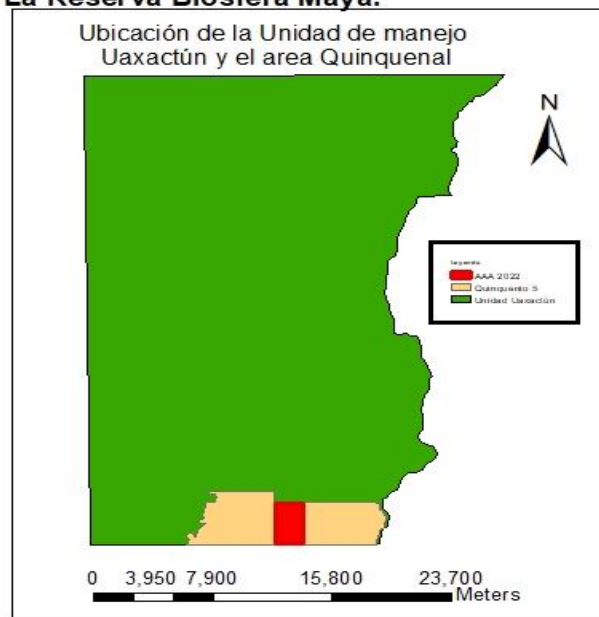 La Reserva Biosfera Maya.
Ubicación de la Unidad de manejo
Uaxactún y el area Quinquenal
N
Leyenda
AAA 2022
Quinquenio 5
Unidad Uaxactún
0 3,950 7,900 15,800 23,700
Meters